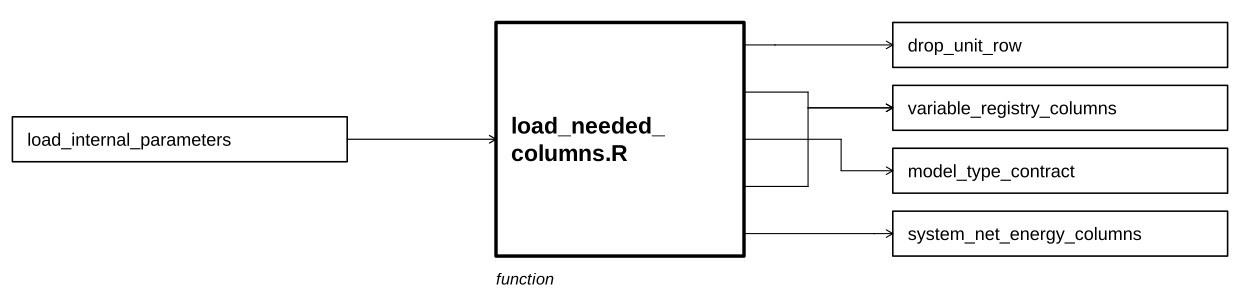 load_internal_parameters
load_needed_
columns.R
function
drop_unit_row
variable_registry_columns
model_type_contract
system_net_energy_columns